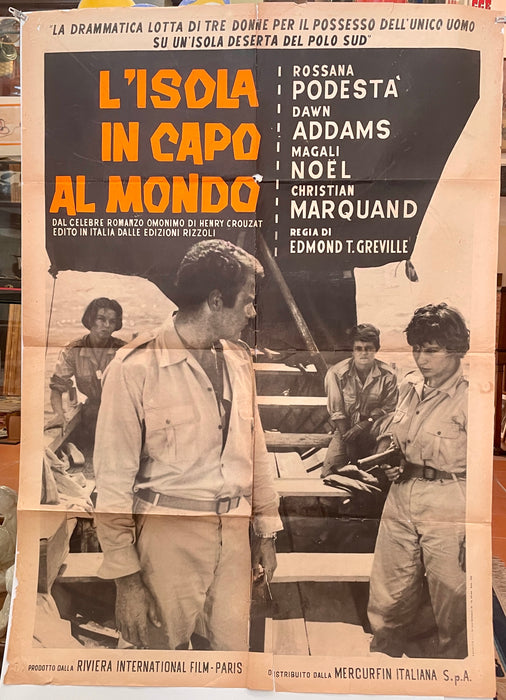 "LA DRAMMATICA LOTTA DI TRE DONNE PER IL POSSESSO DELL'UNICO UOMO
SU UN'ISOLA DESERTA DEL POLO SUD"
L'ISOLA
IN CAPO
AL MONDO
DAL CELEBRE ROMANZO OMONIMO DI HENRY CROUZAT
EDITO IN ITALIA DALLE EDIZIONI RIZZOLI
ROSSANA
PODESTA'
DAWN
ADDAMS
MAGALI
NOËL
CHRISTIAN
MARQUAND
REGIA DI
EDMOND T. GREVILLE
PRODOTTO DALLA RIVIERA INTERNATIONAL FILM - PARIS
DISTRIBUITO DALLA MERCURFIN ITALIANA S.p.A.